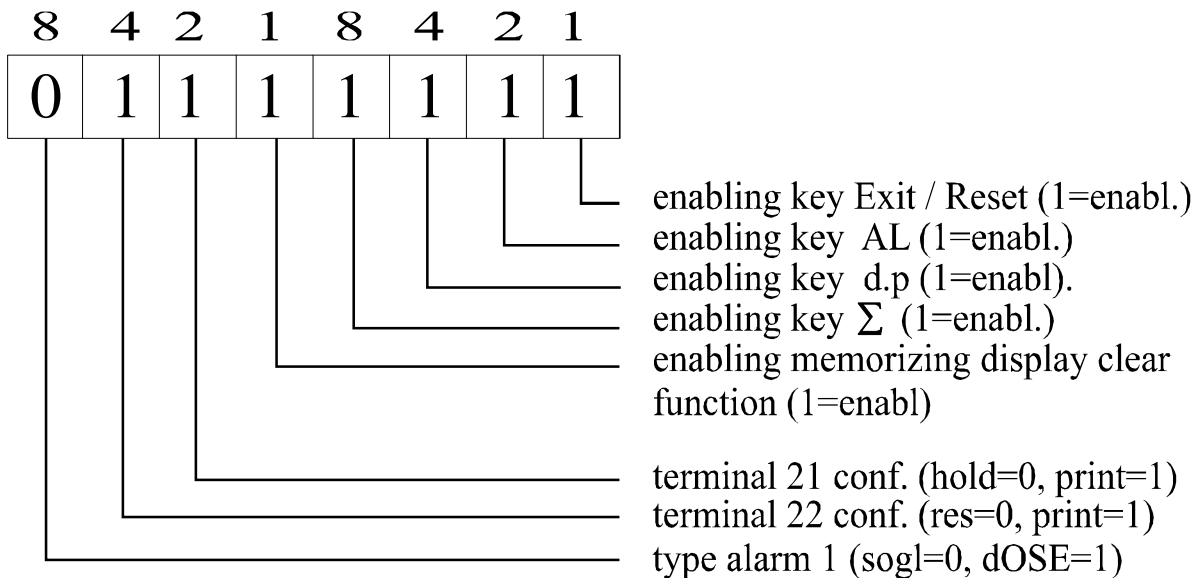 8 4 2 1 8 4 2 1
0 1 1 1 1 1 1 1
enabling key Exit / Reset (1=enabl.)
enabling key AL (1=enabl.)
enabling key d.p (1=enabl).
enabling key Σ (1=enabl.)
enabling memorizing display clear
function (1=enabl)
terminal 21 conf. (hold=0, print=1)
terminal 22 conf. (res=0, print=1)
type alarm 1 (sogl=0, dOSE=1)